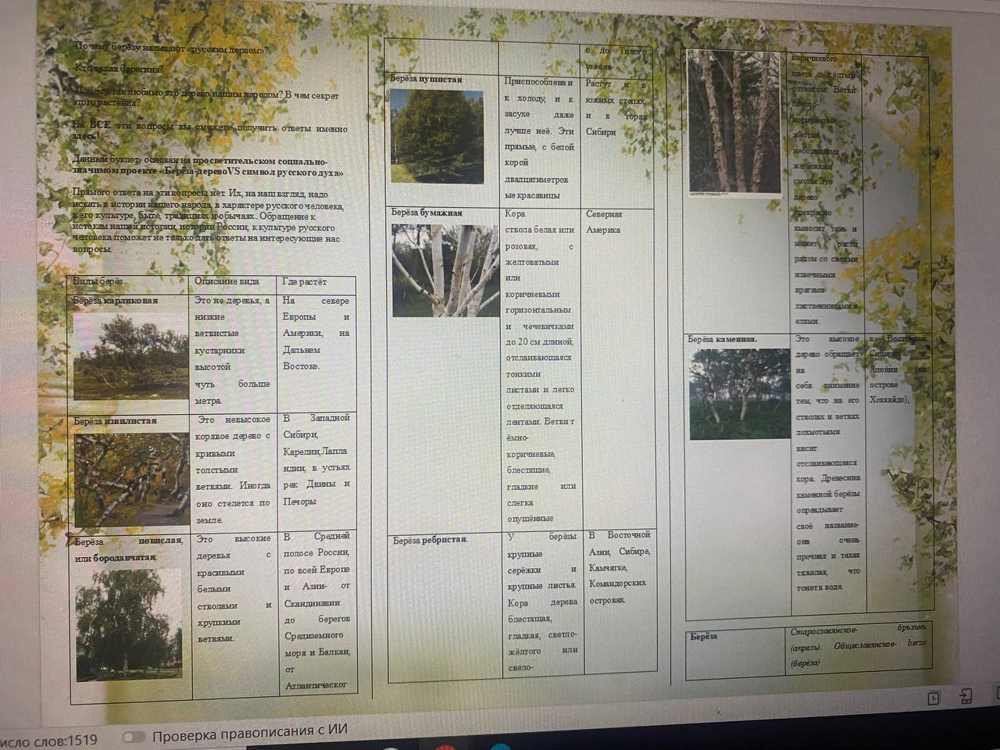 -Почему берёзу называют «русским дервом»?
-Кто такая берегиня?
-Почему так любимо это дерево нашим народом? В чем секрет
этого растения?
На ВСЕ эти вопросы вы сможете получить ответы именно
здесь!
Данный буклет- основан на просветительском социально-
значимом проекте «Берёза-деревоVS символ русского духа»
Прямого ответа на эти вопросы нет. Их, на наш взгляд, надо
искать в истории нашего народа, в характере русского человека,
в его культуре, быте, традициях и обычаях. Обращение к
истокам нашей истории, истории России, к культуре русского
человека поможет не только дать ответы на интересующие нас
вопросы.
Виды берёз
Описание вида
Где растёт
Берёза карликовая
Это не деревья, а
низкие
ветвистые
кустарники
высотой
чуть больше
метра.
На севере
Европы и
Америки, на
Дальнем
Востоке.
Берёза извилистая
Это невысокое
корявое дерево с
кривыми
толстыми
ветвями. Иногда
оно стелется по
земле.
В Западной
Сибири,
Карелии,Лапла
ндии, в устьях
рек Двины и
Печоры
Берёза повислая,
или бородавчатая.
Это высокие
деревья с
красивыми
белыми
стволами и
хрупкими
ветвями.
В Средней
полосе России,
по всей Европе
и Азии- от
Скандинавии
до берегов
Средиземного
моря и Балкан,
от
Атлантическог
о до Тихого
океана-
Берёза пушистая
Приспособлена и
к холоду, и к
засухе даже
лучше неё. Эти
прямые, с белой
корой
двадцатиметров
ые красавицы
Растут и в
южных степях,
и в горах
Сибири
Берёза бумажная
Кора
ствола белая или
розовая, с
желтоватыми
или
коричневыми
горизонтальным
и чечевичками
до 20 см длиной,
отслаивающаяся
тонкими
листами и легко
отделяющаяся
лентами. Ветви т
ёмно-
коричневые,
блестящие,
гладкие или
слегка
опушённые
Северная
Америка
Берёза ребристая.
У берёзы
крупные
серёжки и
крупные листья.
Кора дерева
блестящая,
гладкая, светло-
жёлтого или
свело-
В Восточной
Азии, Сибире,
Камчатке,
Командорских
островах.
коричневого
цвета с жёлтым
оттенком. Ветви
светло-
коричневые,
жёлтые с
небольшими
железками
смолы.Это
дерево
прекрасно
выносит тень и
может расти
рядом со своими
извечными
врагами-
лиственницами и
елями.
Берёза каменная.
Это высокое
дерево обращает
на
себя внимание
тем, что на его
стволах и ветвях
лохмотьями
висит
отслаивающаяся
кора. Древесина
каменной берёзы
оправдывает
своё название-
она очень
прочная и такая
тяжелая, что
тонет в воде.
в Восточной
Сибири и
Японии (на
острове
Хоккайдо),
Берёза
Старославянское- брьзынь
(апрель). Общеславянское- berza
(берёза)
исло слов:1519
Проверка правописания с ИИ